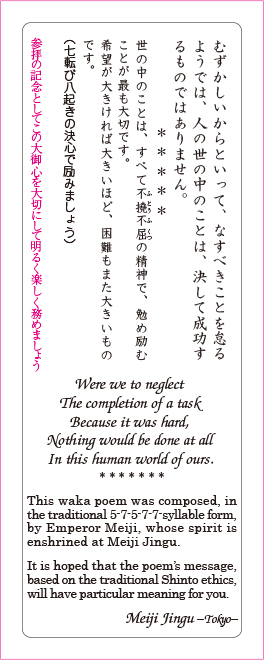 むずかしいからといって、なすべきことを怠る
ようでは、人の世の中のことは、決して成功す
るものではありません。
＊＊＊＊＊
世の中のことは、すべて不撓不屈の精神で、勉め励む
ふとうふくつ
ことが最も大切です。
希望が大きければ大きいほど、困難もまた大きいもの
です。
（七転び八起きの決心で励みましょう）
参拝の記念としてこの大御心を大切にして明るく楽しく務めましょう
Were we to neglect
The completion of a task
Because it was hard,
Nothing would be done at all
In this human world of ours.
*******
This waka poem was composed, in
the traditional 5-7-5-7-7-syllable form,
by Emperor Meiji, whose spirit is
enshrined at Meiji Jingu.
It is hoped that the poem's message,
based on the traditional Shinto ethics,
will have particular meaning for you.
Meiji Jingu –Tokyo–